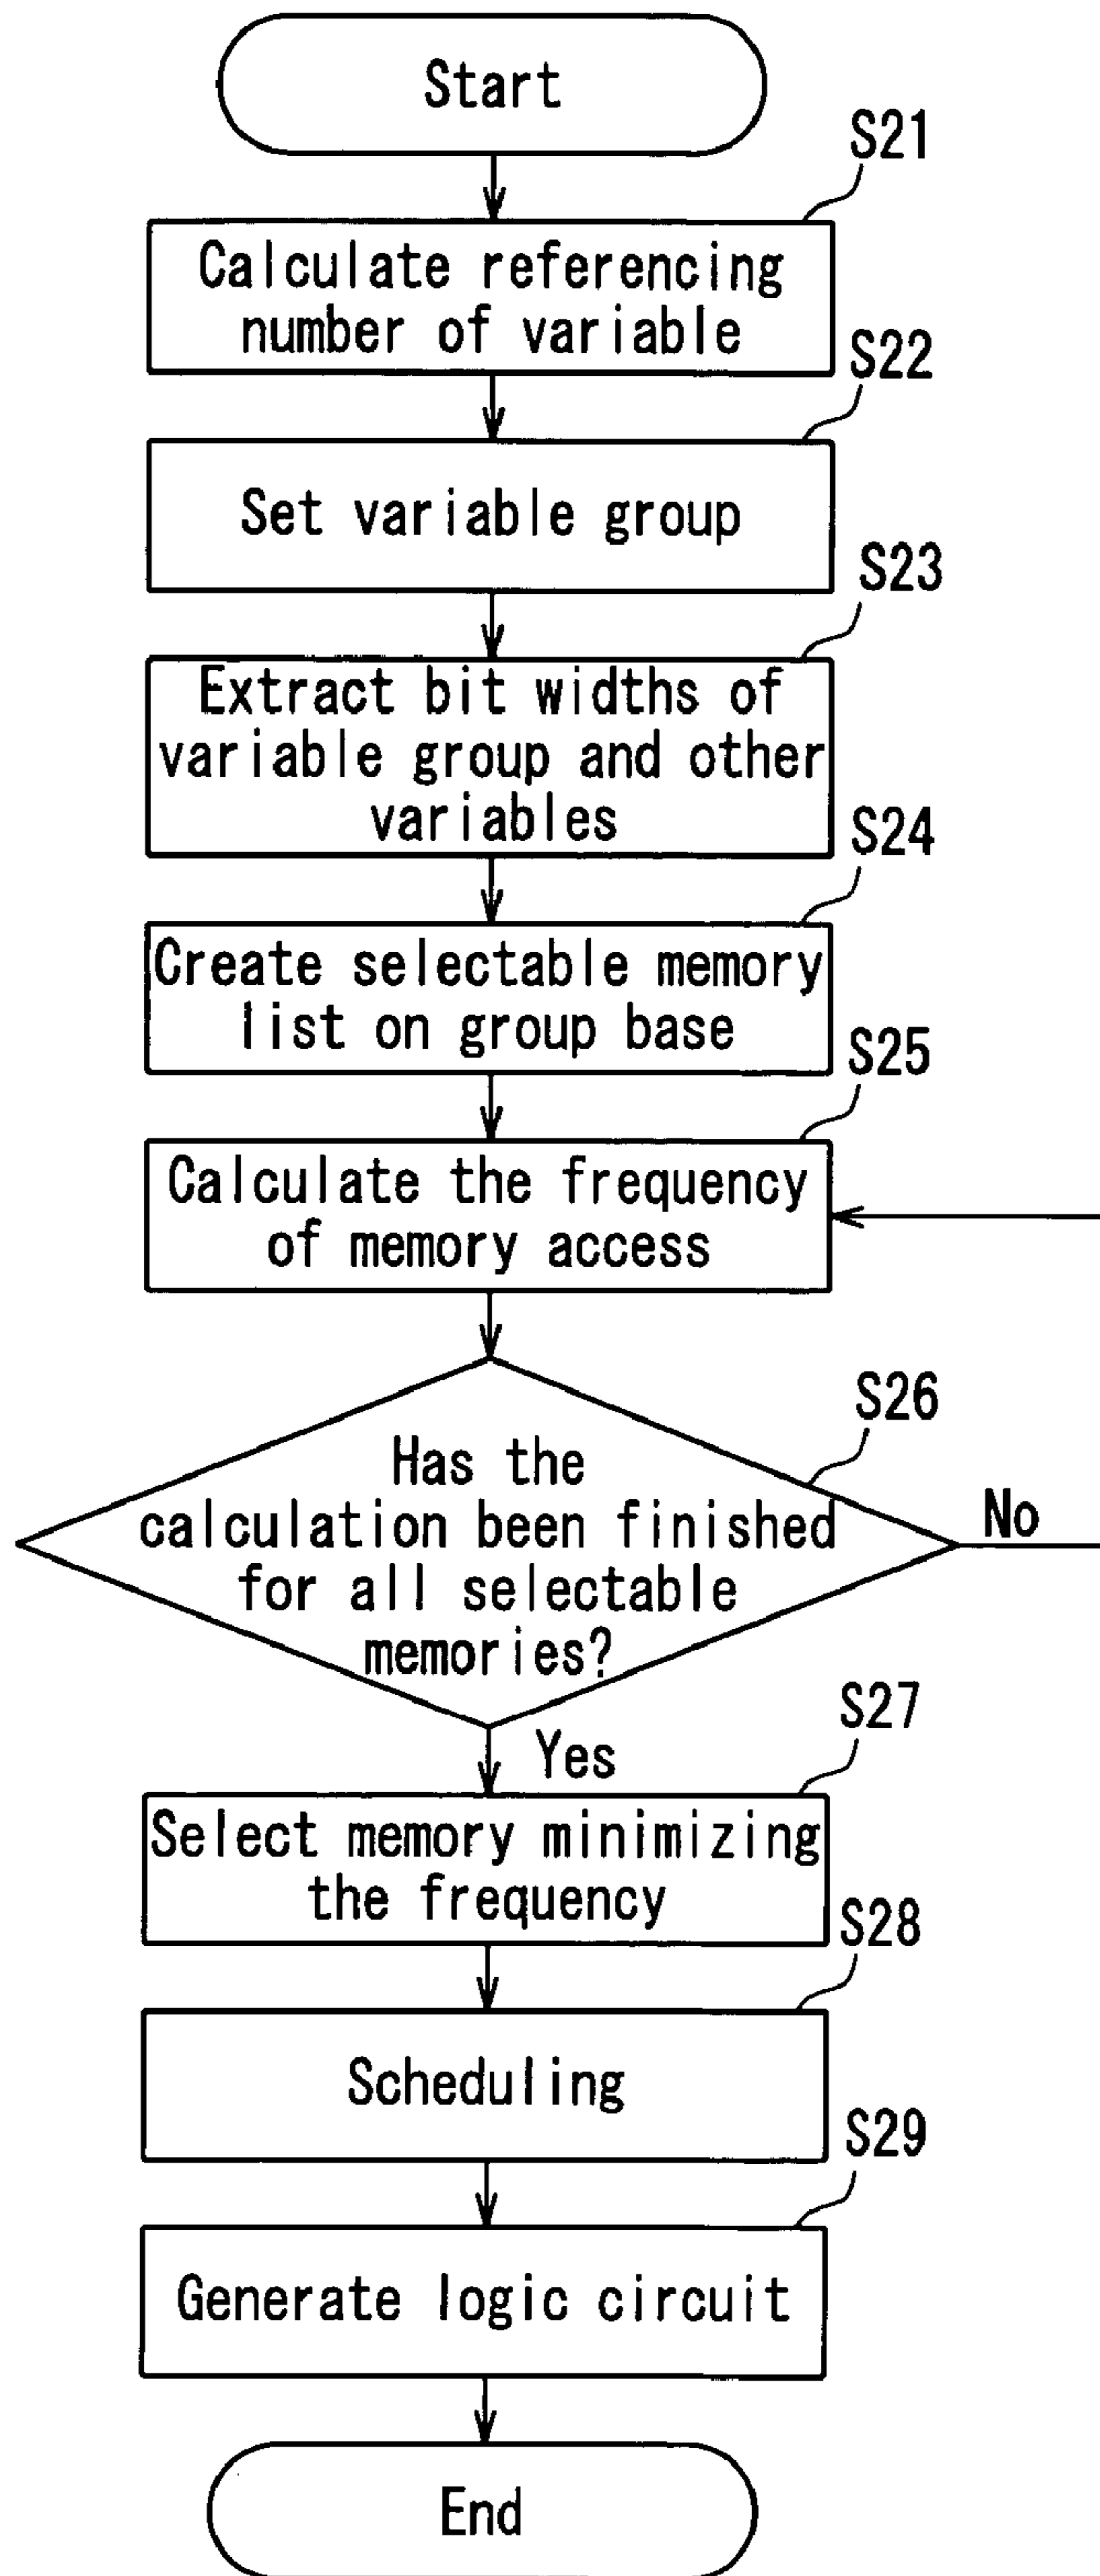 Start
S21
Calculate referencing
number of variable
S22
Set variable group
S23
Extract bit widths of
variable group and other
variables
S24
Create selectable memory
list on group base
S25
Calculate the frequency
of memory access
S26
Has the
calculation been finished
for all selectable
memories?
No
Yes
S27
Select memory minimizing
the frequency
S28
Scheduling
S29
Generate logic circuit
End